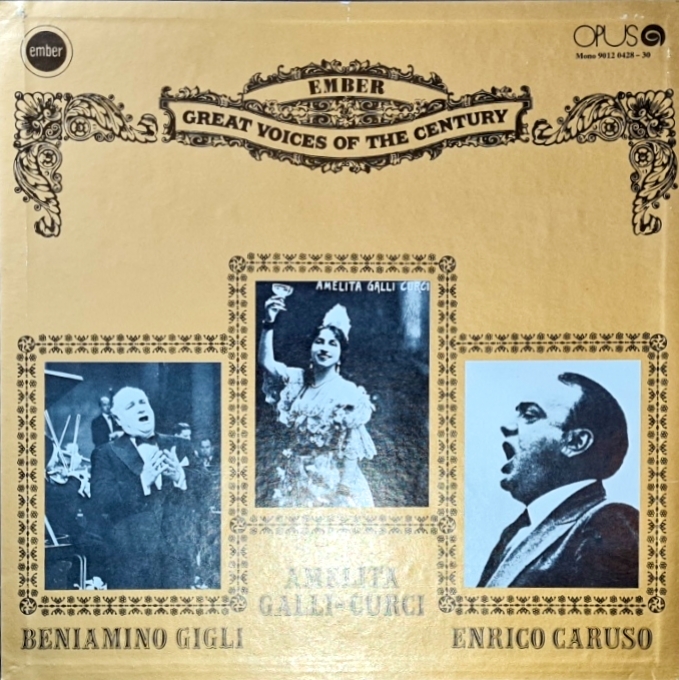 ember
OPUS
Mono 9012 0428 - 30
EMBER
GREAT VOICES OF THE CENTURY
AMELITA GALLI CURCI
AMELITA
GALLI-CURCI
BENIAMINO GIGLI
ENRICO CARUSO